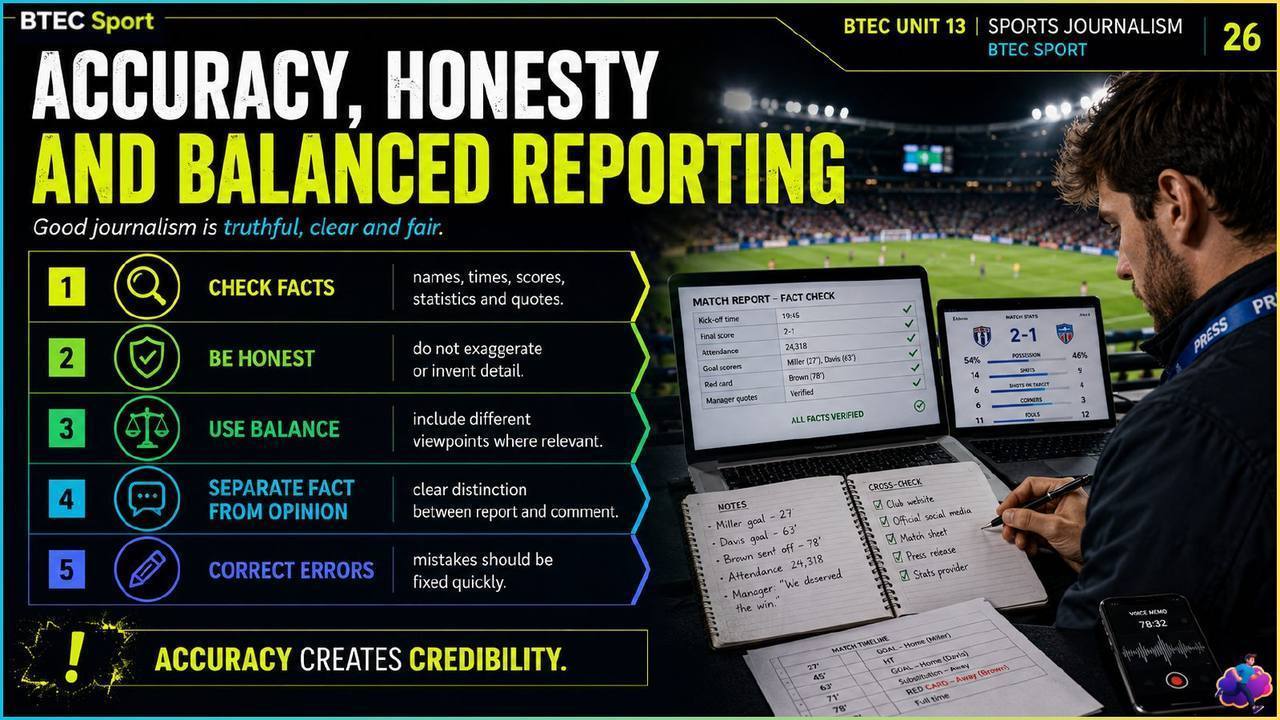 BTEC Sport
BTEC UNIT 13 | SPORTS JOURNALISM
BTEC SPORT
26
ACCURACY, HONESTY
AND BALANCED REPORTING
Good journalism is truthful, clear and fair.
1
CHECK FACTS
names, times, scores,
statistics and quotes.
2
BE HONEST
do not exaggerate
or invent detail.
3
USE BALANCE
include different
viewpoints where relevant.
4
SEPARATE FACT
FROM OPINION
clear distinction
between report and comment.
5
CORRECT ERRORS
mistakes should be
fixed quickly.
!
ACCURACY CREATES CREDIBILITY.
MATCH REPORT – FACT CHECK
Kick-off time 19:45
Final score 2-1
Attendance 24,318
Goal scorers Miller (27'), Davis (63')
Red card Brown (78')
Manager quotes Verified
ALL FACTS VERIFIED
MATCH STATS
2-1
54% POSSESSION 46%
14 SHOTS 9
6 SHOTS ON TARGET 4
6 CORNERS 3
11 FOULS 12
PRESS
PR
NOTES
- Miller goal – 27'
- Davis goal – 63'
- Brown sent off – 78'
- Attendance 24,318
- Manager: "We deserved
the win."
CROSS-CHECK
Club website
Official social media
Match sheet
Press release
Stats provider
MATCH TIMELINE
27' GOAL – Home (Miller)
45' HT
63' GOAL – Home (Davis)
71' Substitution – Away
78' RED CARD – Away (Brown)
Full time
VOICE MEMO
78:32